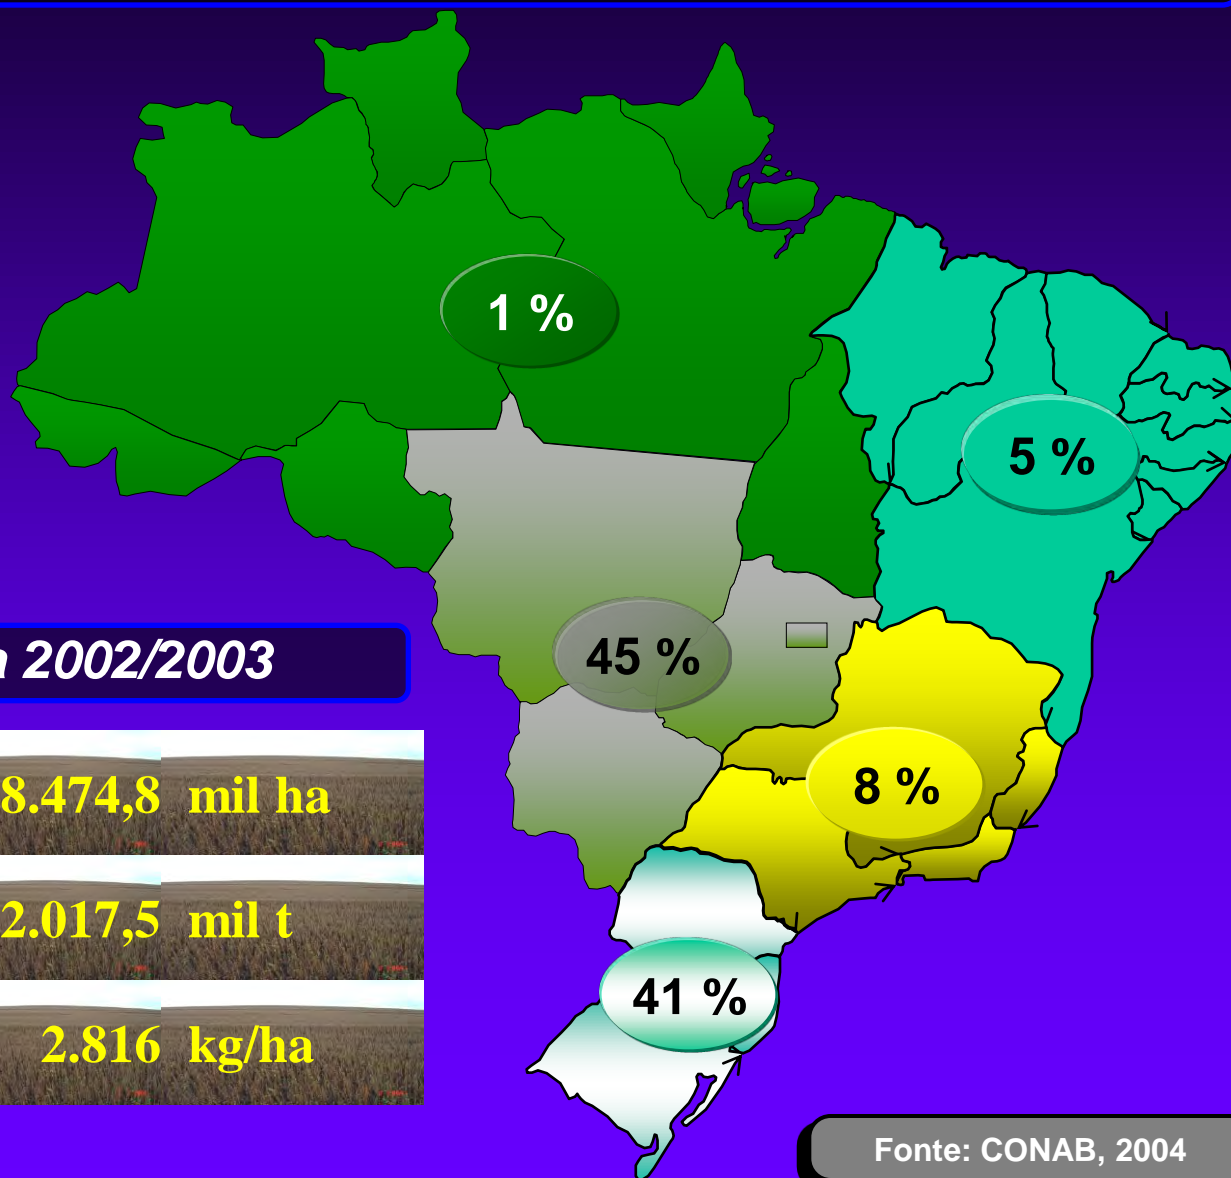 1 %
5 %
45 %
a 2002/2003
8 %
8.474,8 mil ha
2.017,5 mil t
41 %
2.816 kg/ha
Fonte: CONAB, 2004